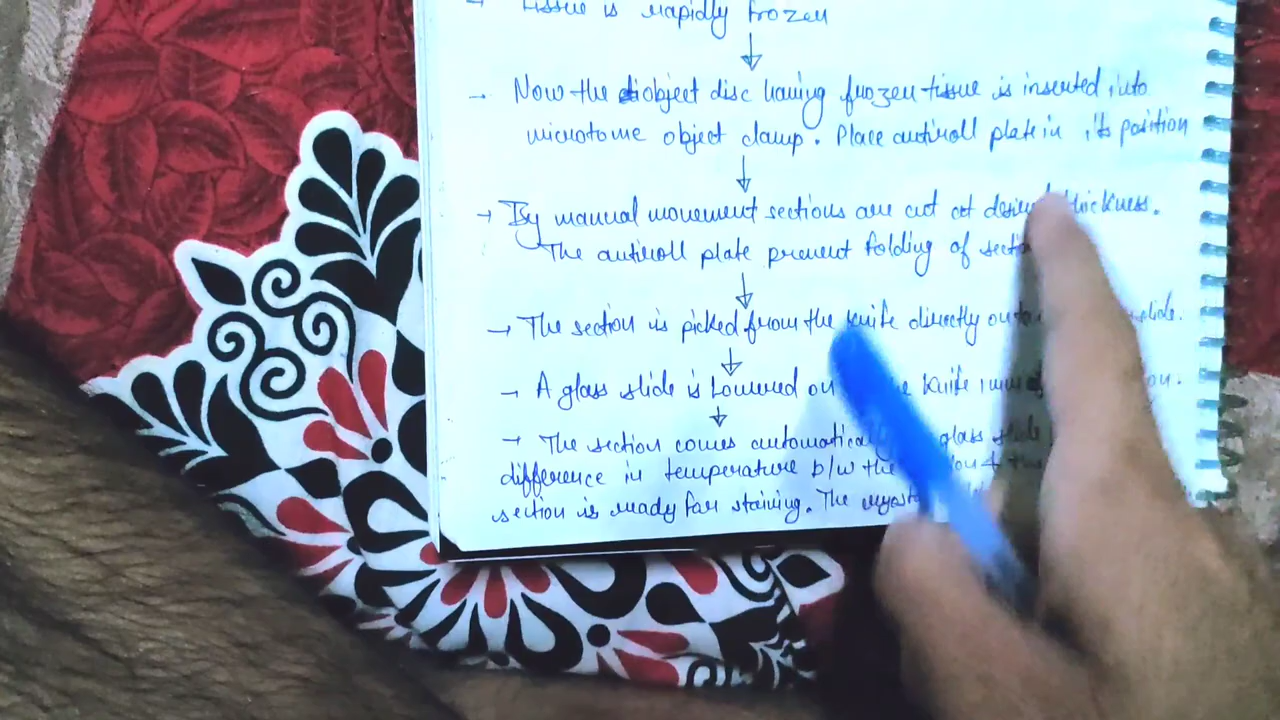 → Tissue is rapidly frozen
↓
→ Now the object disc having frozen tissue is inserted into
microtome object clamp. Place antiroll plate in its position
↓
→ By manual movement sections are cut at thickness.
The antiroll plate prevent folding of
↓
→ The section is picked from the knife directly slide.
↓
→ A glass slide is Lowered on knife
↓
→ The section comes glass
difference in temperature b/w the
section is ready for staining. The